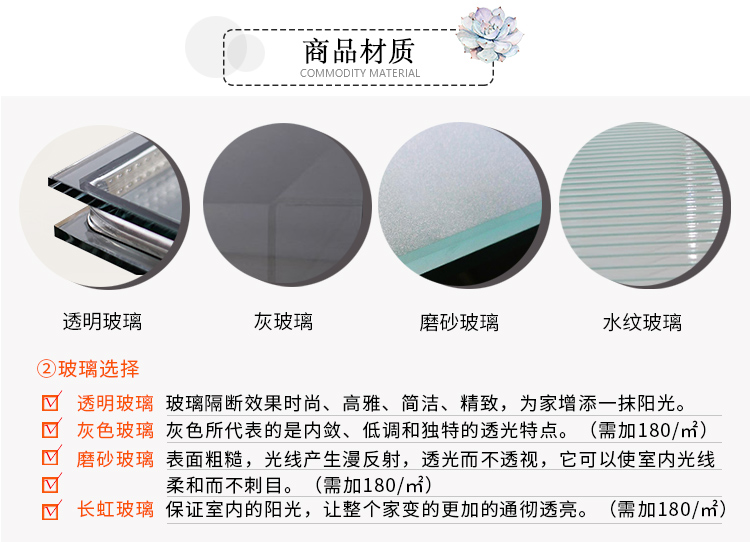 商品材质
COMMODITY MATERIAL
透明玻璃
灰玻璃
磨砂玻璃
水纹玻璃
②玻璃选择
透明玻璃 玻璃隔断效果时尚、高雅、简洁、精致，为家增添一抹阳光。
灰色玻璃 灰色所代表的是内敛、低调和独特的透光特点。（需加180/㎡）
磨砂玻璃 表面粗糙，光线产生漫反射，透光而不透视，它可以使室内光线
柔和而不刺目。（需加180/㎡）
长虹玻璃 保证室内的阳光，让整个家变的更加的通彻透亮。（需加180/㎡）